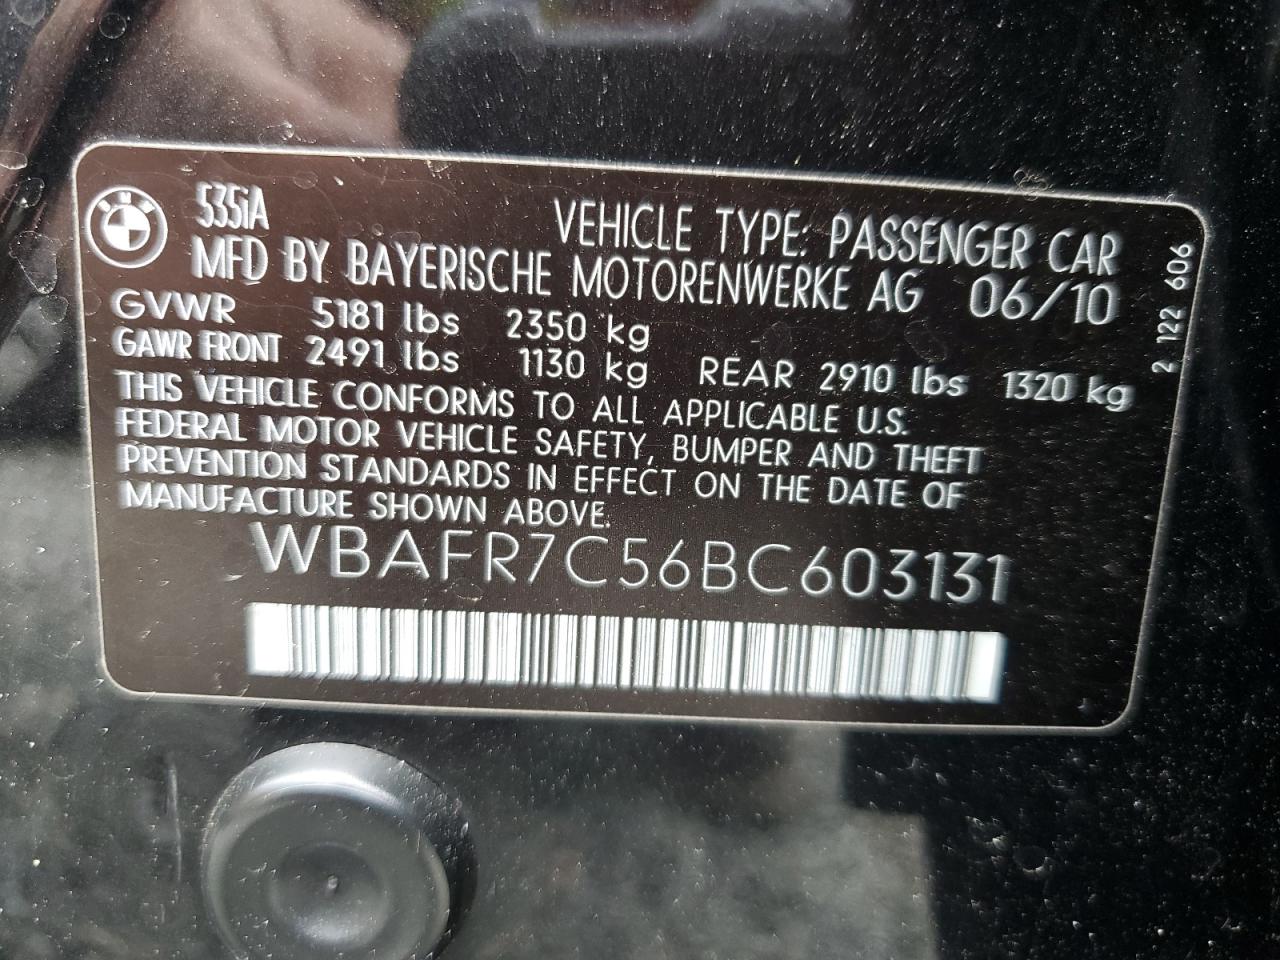 535iA
VEHICLE TYPE: PASSENGER CAR
MFD BY BAYERISCHE MOTORENWERKE AG 06/10
GVWR 5181 lbs 2350 kg
GAWR FRONT 2491 lbs 1130 kg REAR 2910 lbs 1320 kg
THIS VEHICLE CONFORMS TO ALL APPLICABLE U.S.
FEDERAL MOTOR VEHICLE SAFETY, BUMPER AND THEFT
PREVENTION STANDARDS IN EFFECT ON THE DATE OF
MANUFACTURE SHOWN ABOVE.
WBAFR7C56BC603131
2 122 606